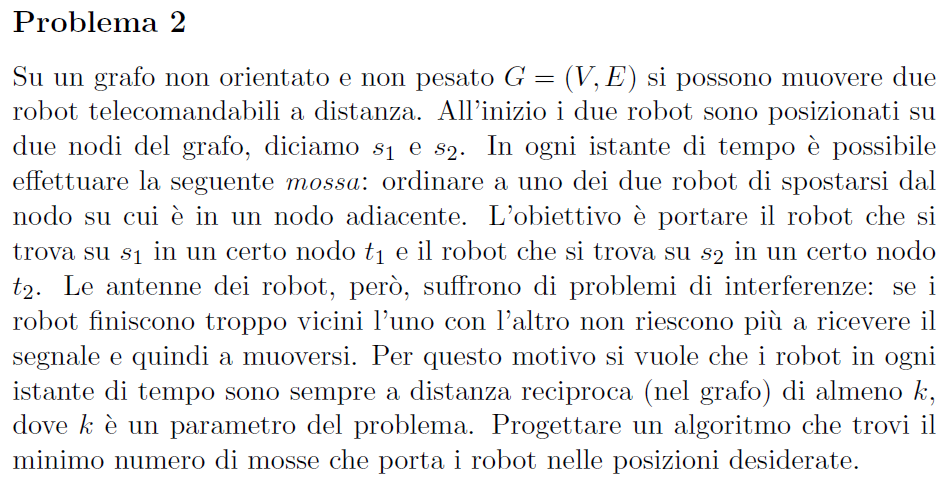 Problema 2
Su un grafo non orientato e non pesato G = (V, E) si possono muovere due
robot telecomandabili a distanza. All'inizio i due robot sono posizionati su
due nodi del grafo, diciamo s₁ e s₂. In ogni istante di tempo è possibile
effettuare la seguente mossa: ordinare a uno dei due robot di spostarsi dal
nodo su cui è in un nodo adiacente. L'obiettivo è portare il robot che si
trova su s₁ in un certo nodo t₁ e il robot che si trova su s₂ in un certo nodo
t₂. Le antenne dei robot, però, suffrono di problemi di interferenze: se i
robot finiscono troppo vicini l'uno con l'altro non riescono più a ricevere il
segnale e quindi a muoversi. Per questo motivo si vuole che i robot in ogni
istante di tempo sono sempre a distanza reciproca (nel grafo) di almeno k,
dove k è un parametro del problema. Progettare un algoritmo che trovi il
minimo numero di mosse che porta i robot nelle posizioni desiderate.